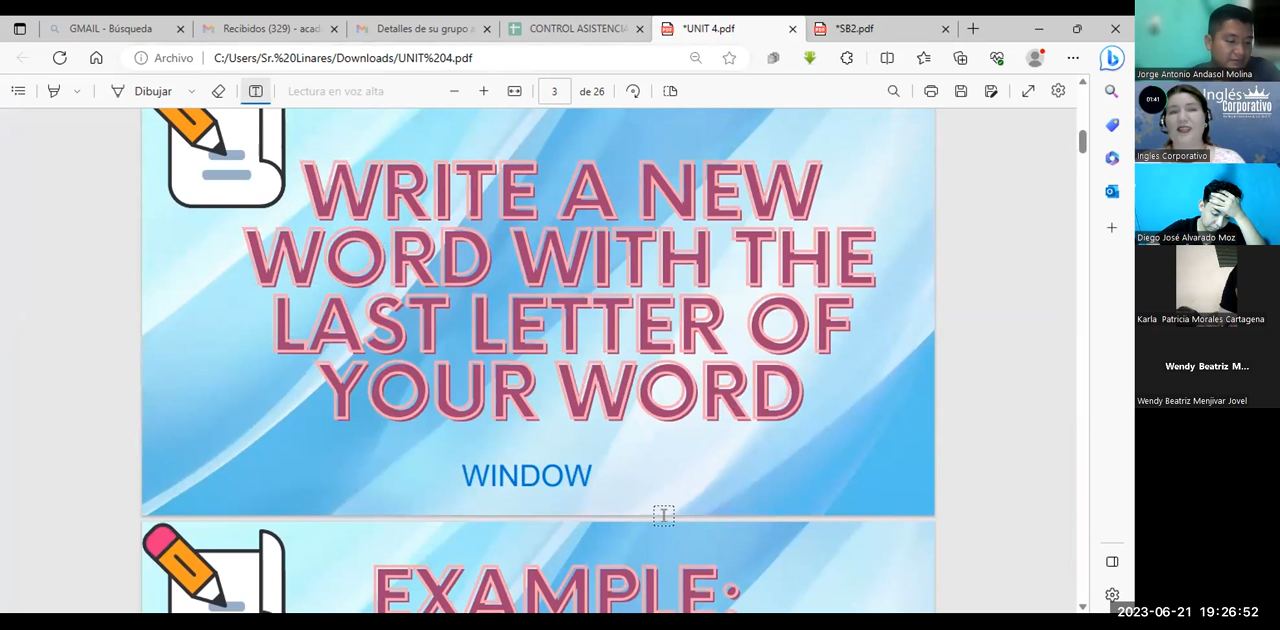 GMAIL - Búsqueda
Recibidos (329) - acad
Detalles de su grupo a
CONTROL ASISTENCIA
*UNIT 4.pdf
*SB2.pdf
Archivo
C:/Users/Sr.%20Linares/Downloads/UNIT%204.pdf
Dibujar
Lectura en voz alta
3
de 26
WRITE A NEW
WORD WITH THE
LAST LETTER OF
YOUR WORD
WINDOW
EXAMPLE:
Jorge Antonio Andasol Molina
01:41
Inglés
Corporativo
Ingles Corporativo
Diego José Alvarado Moz
Karla Patricia Morales Cartagena
Wendy Beatriz M...
Wendy Beatriz Menjivar Jovel
2023-06-21 19:26:52